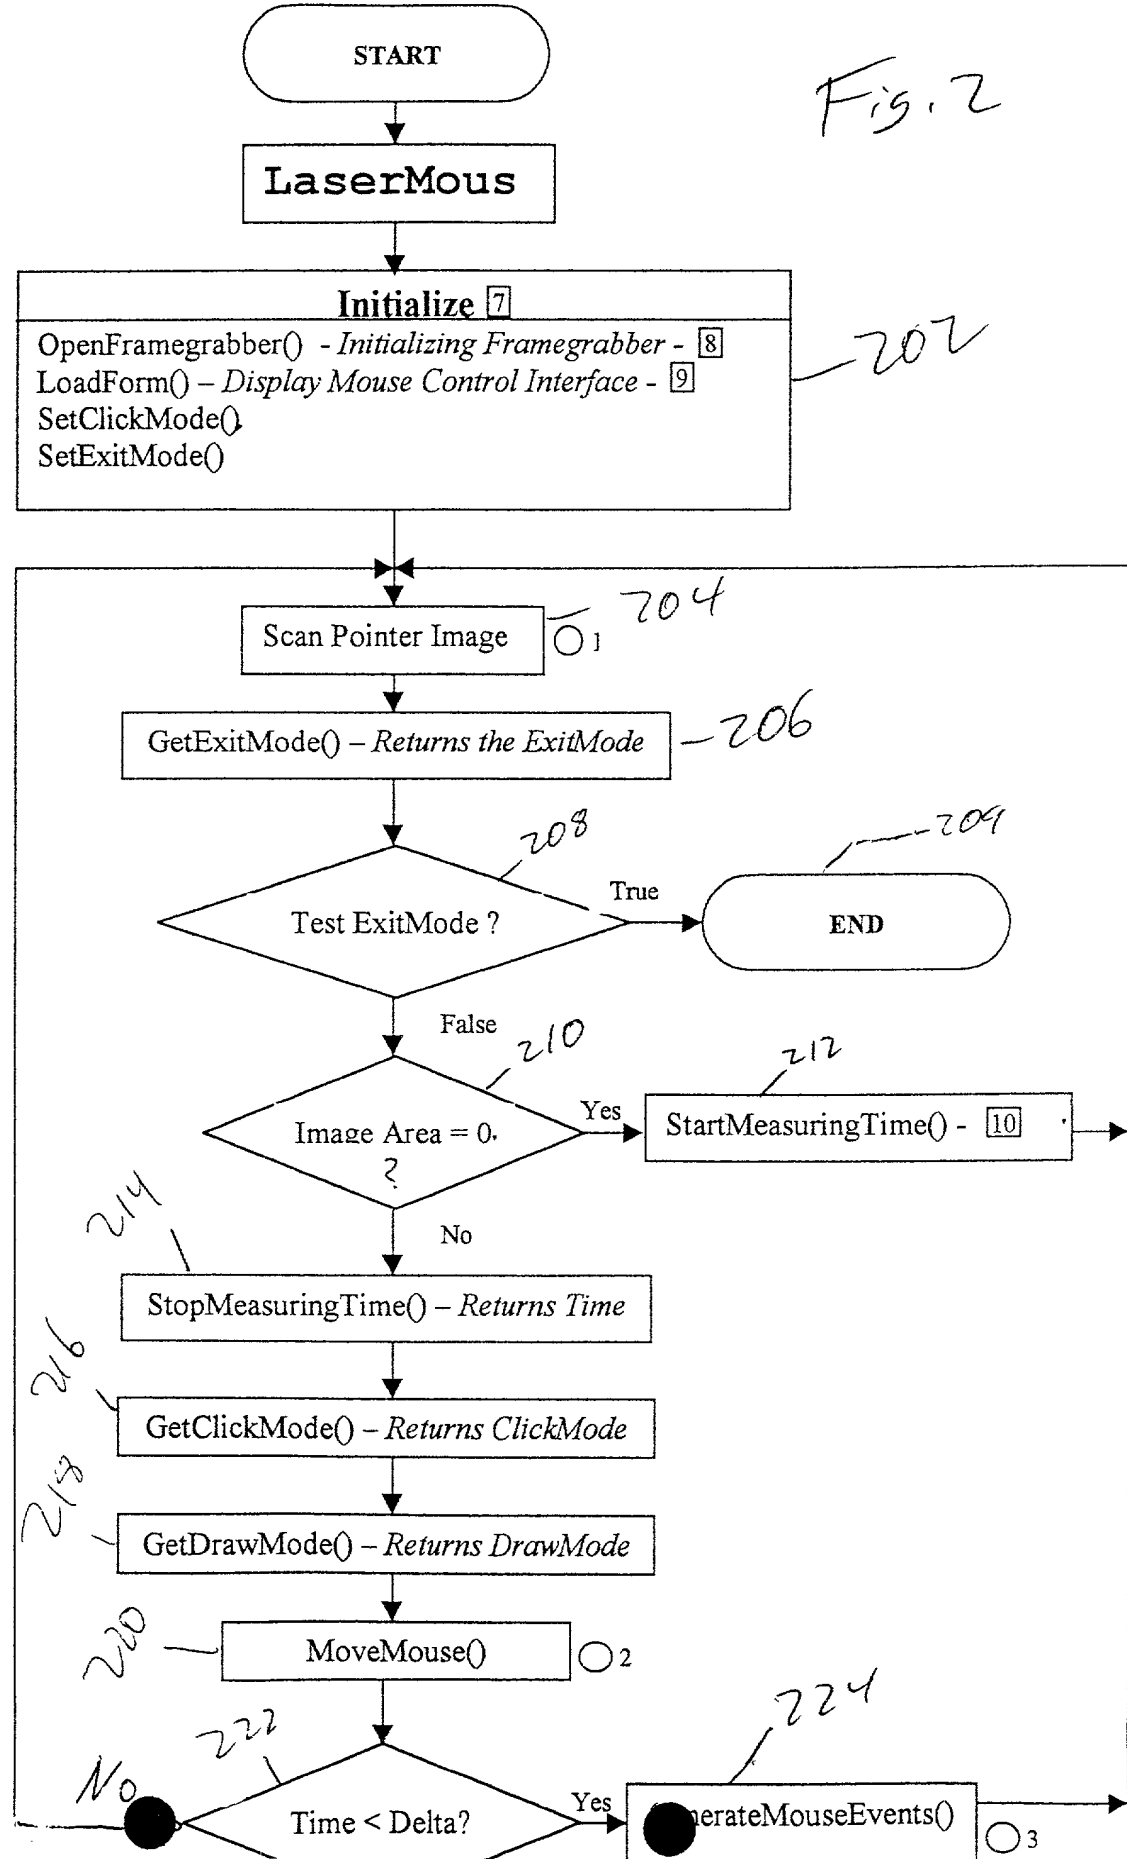 START
Fig. 2
LaserMous
Initialize 7
OpenFramegrabber() - Initializing Framegrabber - 8
LoadForm() – Display Mouse Control Interface - 9
SetClickMode()
SetExitMode()
202
Scan Pointer Image
1
204
GetExitMode() – Returns the ExitMode
206
208
Test ExitMode ?
True
209
END
False
210
Image Area = 0.
?
Yes
212
StartMeasuringTime() - 10
No
214
StopMeasuringTime() – Returns Time
216
GetClickMode() – Returns ClickMode
218
GetDrawMode() – Returns DrawMode
220
MoveMouse()
2
222
No
Time < Delta?
Yes
224
nerateMouseEvents()
3